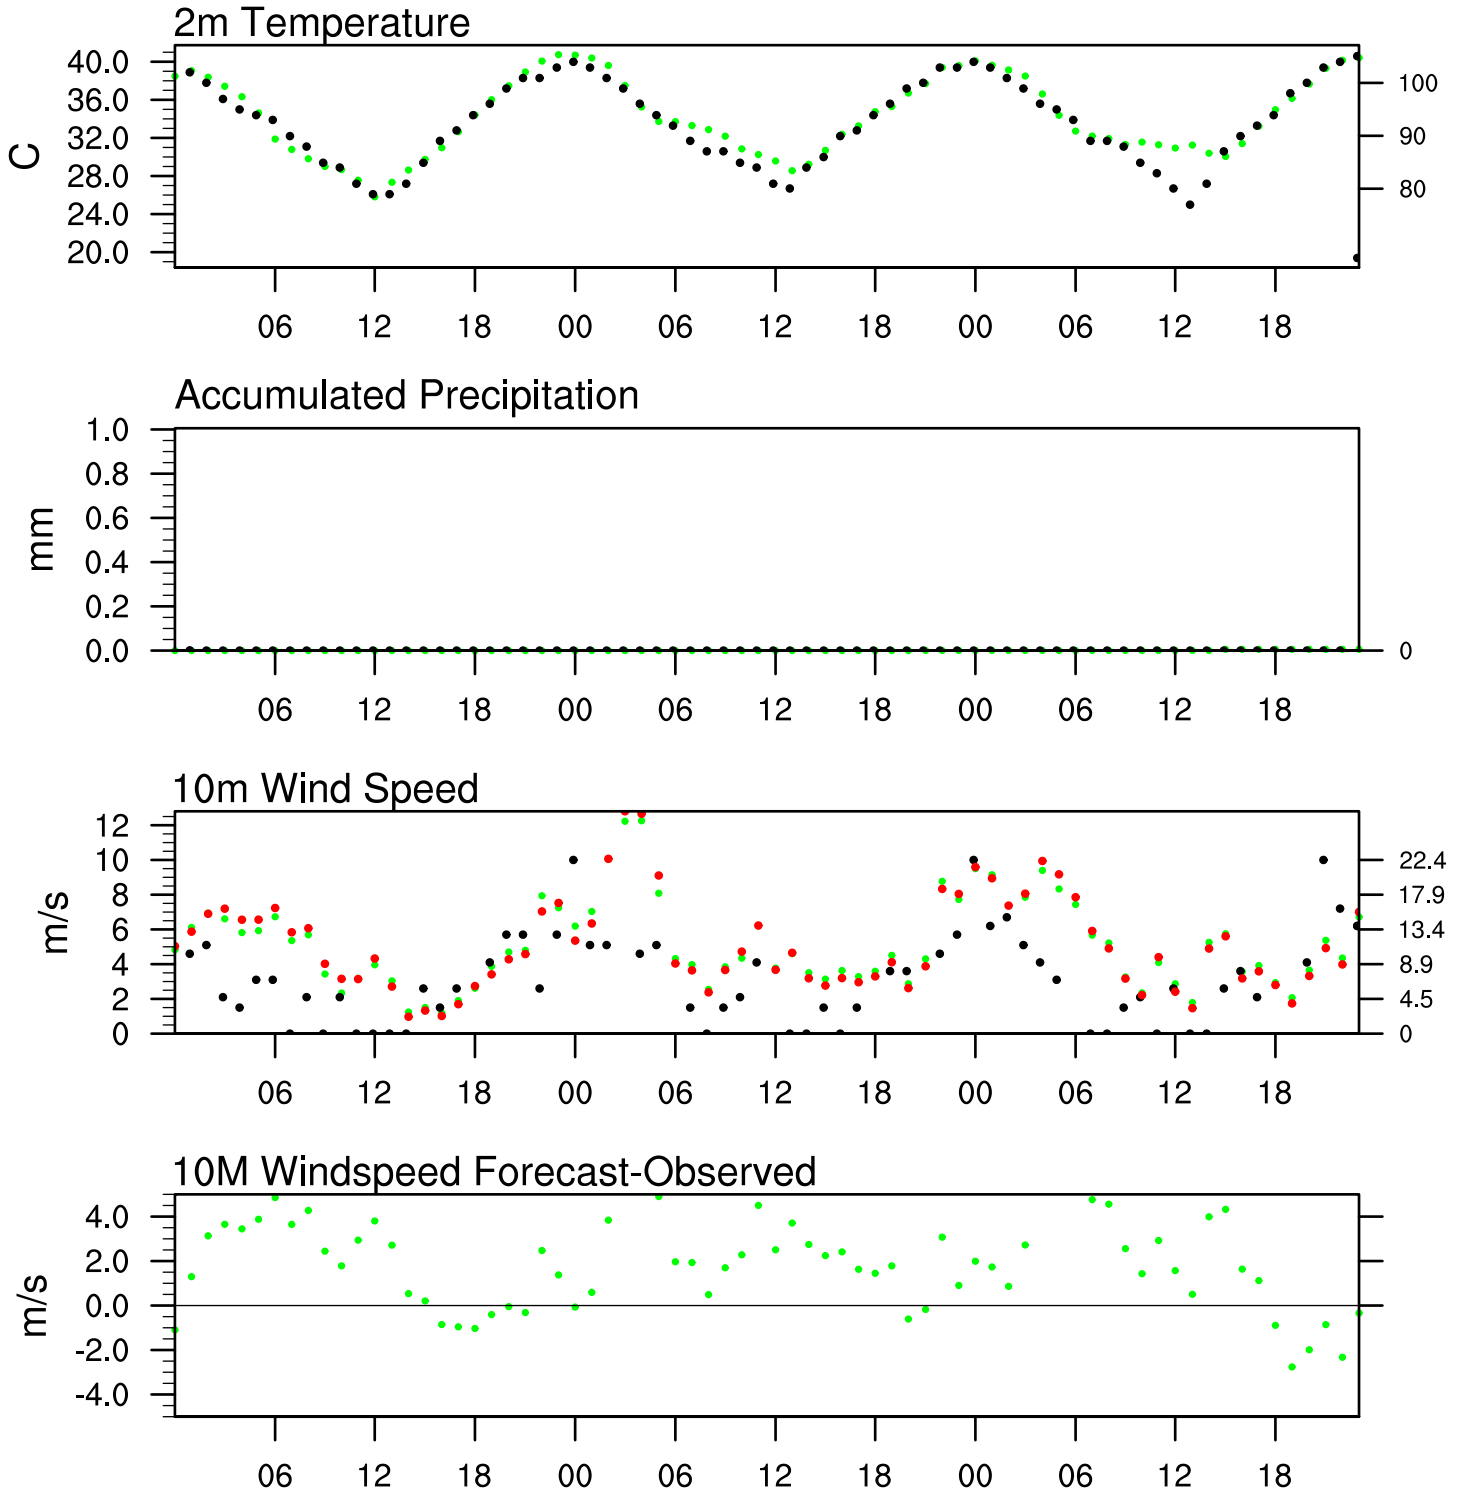 2m Temperature
C
40.0
36.0
32.0
28.0
24.0
20.0
100
90
80
06 12 18 00 06 12 18 00 06 12 18
Accumulated Precipitation
mm
1.0
0.8
0.6
0.4
0.2
0.0
0
06 12 18 00 06 12 18 00 06 12 18
10m Wind Speed
m/s
12
10
8
6
4
2
0
22.4
17.9
13.4
8.9
4.5
0
06 12 18 00 06 12 18 00 06 12 18
10M Windspeed Forecast-Observed
m/s
4.0
2.0
0.0
-2.0
-4.0
06 12 18 00 06 12 18 00 06 12 18